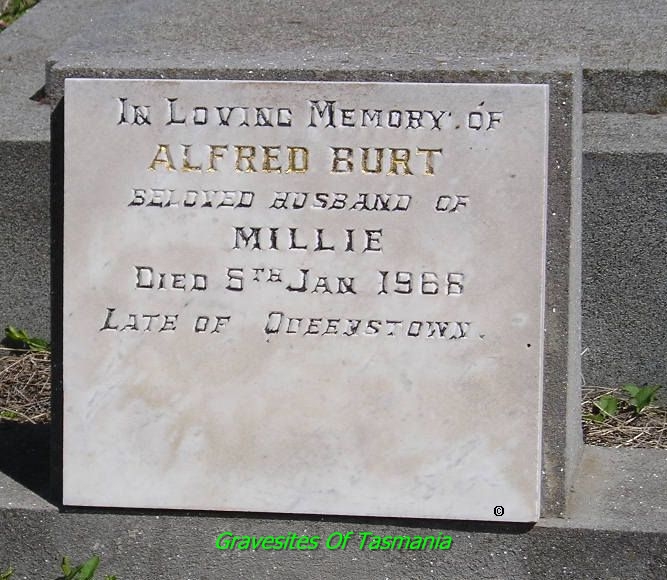 In Loving Memory of
ALFRED BURT
BELOVED HUSBAND OF
MILLIE
Died 5th Jan 1968
Late of Queenstown.
©
Gravesites Of Tasmania